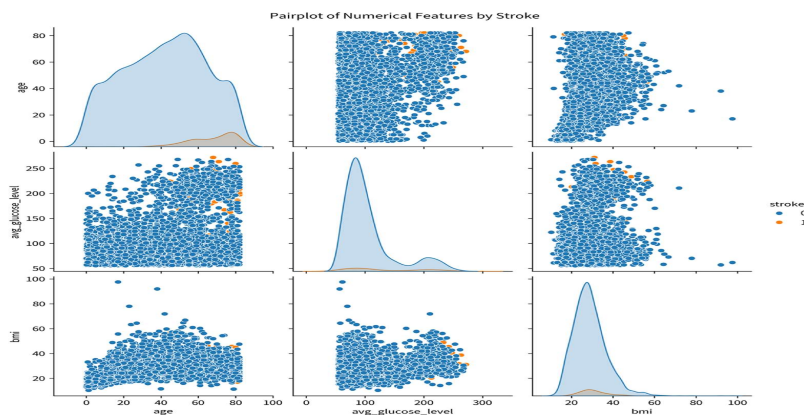 Pairplot of Numerical Features by Stroke
80
60
40
20
0
age
250
200
150
100
50
avg_glucose_level
100
80
60
40
20
bmi
0 20 40 60 80 100
age
0 100 200 300
avg_glucose_level
20 40 60 80 100
bmi
stroke
0
1